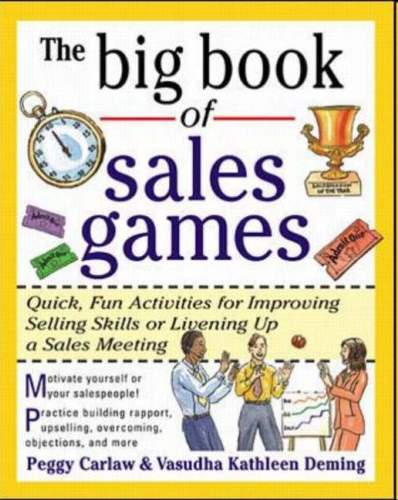 The big book
of
sales
games
SALESPERSON
OF THE YEAR
Admit One
Admit One
Admit One
Quick, Fun Activities for Improving
Selling Skills or Livening Up
a Sales Meeting
Motivate yourself or
your salespeople!
Practice building rapport,
upselling, overcoming,
objections, and more
Peggy Carlaw & Vasudha Kathleen Deming